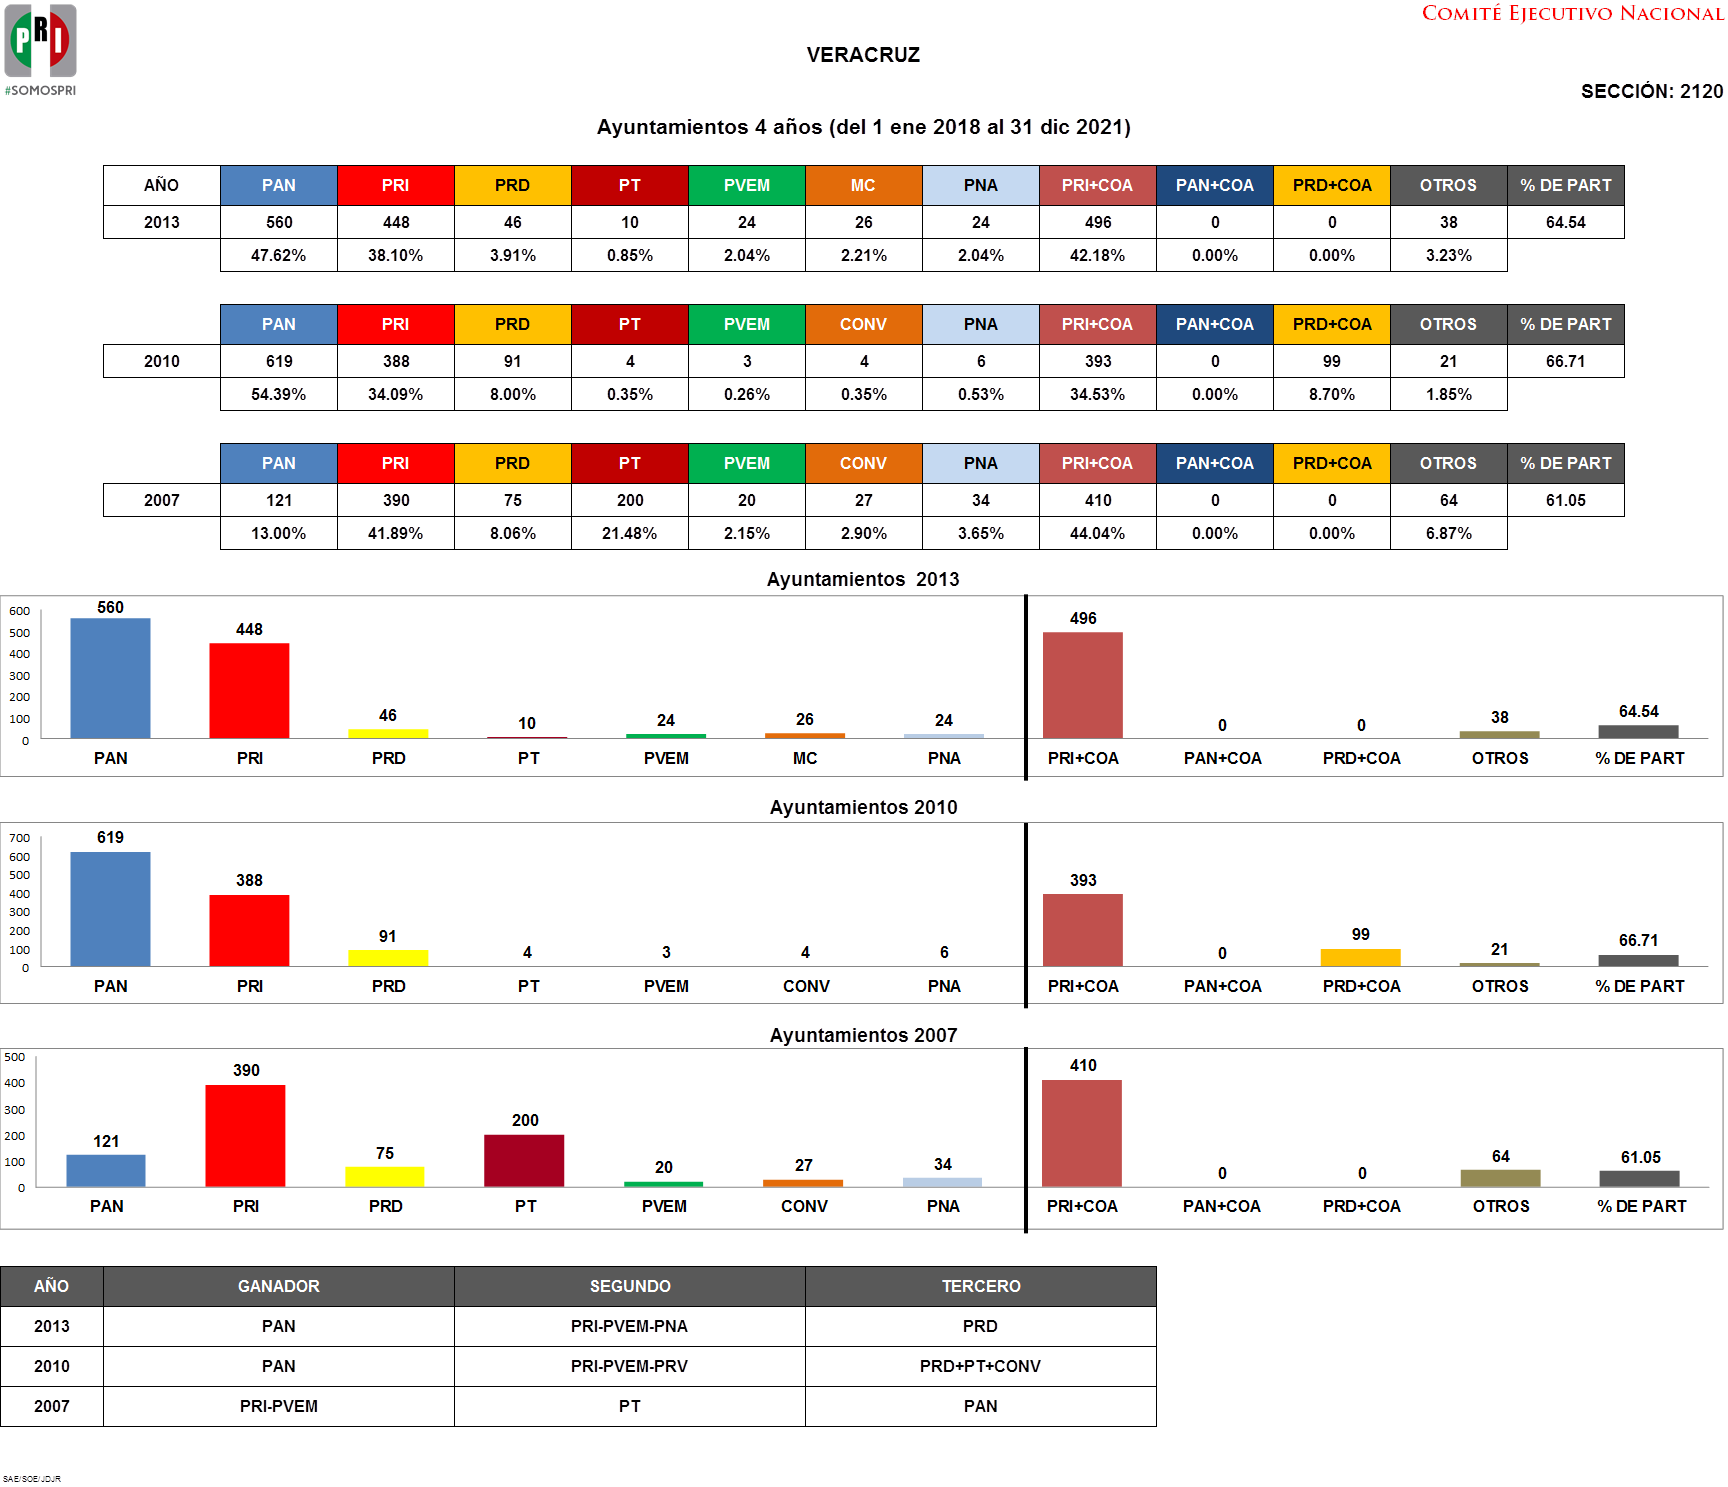 COMITÉ EJECUTIVO NACIONAL
PRI
#SOMOSPRI
VERACRUZ
SECCIÓN: 2120
Ayuntamientos 4 años (del 1 ene 2018 al 31 dic 2021)
AÑO PAN PRI PRD PT PVEM MC PNA PRI+COA PAN+COA PRD+COA OTROS % DE PART
2013 560 448 46 10 24 26 24 496 0 0 38 64.54
47.62% 38.10% 3.91% 0.85% 2.04% 2.21% 2.04% 42.18% 0.00% 0.00% 3.23%
PAN PRI PRD PT PVEM CONV PNA PRI+COA PAN+COA PRD+COA OTROS % DE PART
2010 619 388 91 4 3 4 6 393 0 99 21 66.71
54.39% 34.09% 8.00% 0.35% 0.26% 0.35% 0.53% 34.53% 0.00% 8.70% 1.85%
PAN PRI PRD PT PVEM CONV PNA PRI+COA PAN+COA PRD+COA OTROS % DE PART
2007 121 390 75 200 20 27 34 410 0 0 64 61.05
13.00% 41.89% 8.06% 21.48% 2.15% 2.90% 3.65% 44.04% 0.00% 0.00% 6.87%
Ayuntamientos 2013
600
500
400
300
200
100
0
560 448 46 10 24 26 24 496 0 0 38 64.54
PAN PRI PRD PT PVEM MC PNA PRI+COA PAN+COA PRD+COA OTROS % DE PART
Ayuntamientos 2010
700
600
500
400
300
200
100
0
619 388 91 4 3 4 6 393 0 99 21 66.71
PAN PRI PRD PT PVEM CONV PNA PRI+COA PAN+COA PRD+COA OTROS % DE PART
Ayuntamientos 2007
500
400
300
200
100
0
121 390 75 200 20 27 34 410 0 0 64 61.05
PAN PRI PRD PT PVEM CONV PNA PRI+COA PAN+COA PRD+COA OTROS % DE PART
AÑO GANADOR SEGUNDO TERCERO
2013 PAN PRI-PVEM-PNA PRD
2010 PAN PRI-PVEM-PRV PRD+PT+CONV
2007 PRI-PVEM PT PAN
SAE/SOE/JDJR